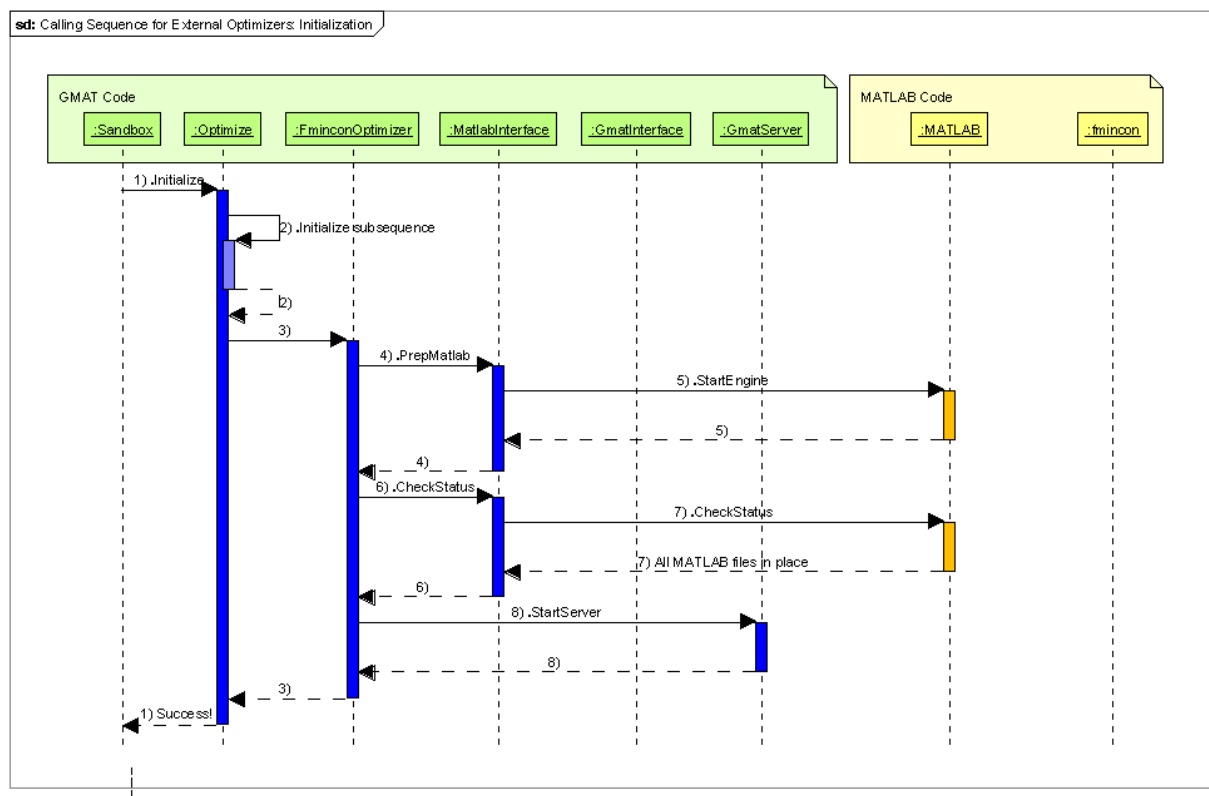 sd: Calling Sequence for External Optimizers: Initialization
GMAT Code
MATLAB Code
:Sandbox
:Optimize
:FminconOptimizer
:MatlabInterface
:GmatInterface
:GmatServer
:MATLAB
:fmincon
1) .Initialize
2) .Initialize subsequence
2)
3)
4) .PrepMatlab
5) .StartEngine
5)
4)
6) .CheckStatus
7) .CheckStatus
7) All MATLAB files in place
6)
8) .StartServer
8)
3)
1) Success!